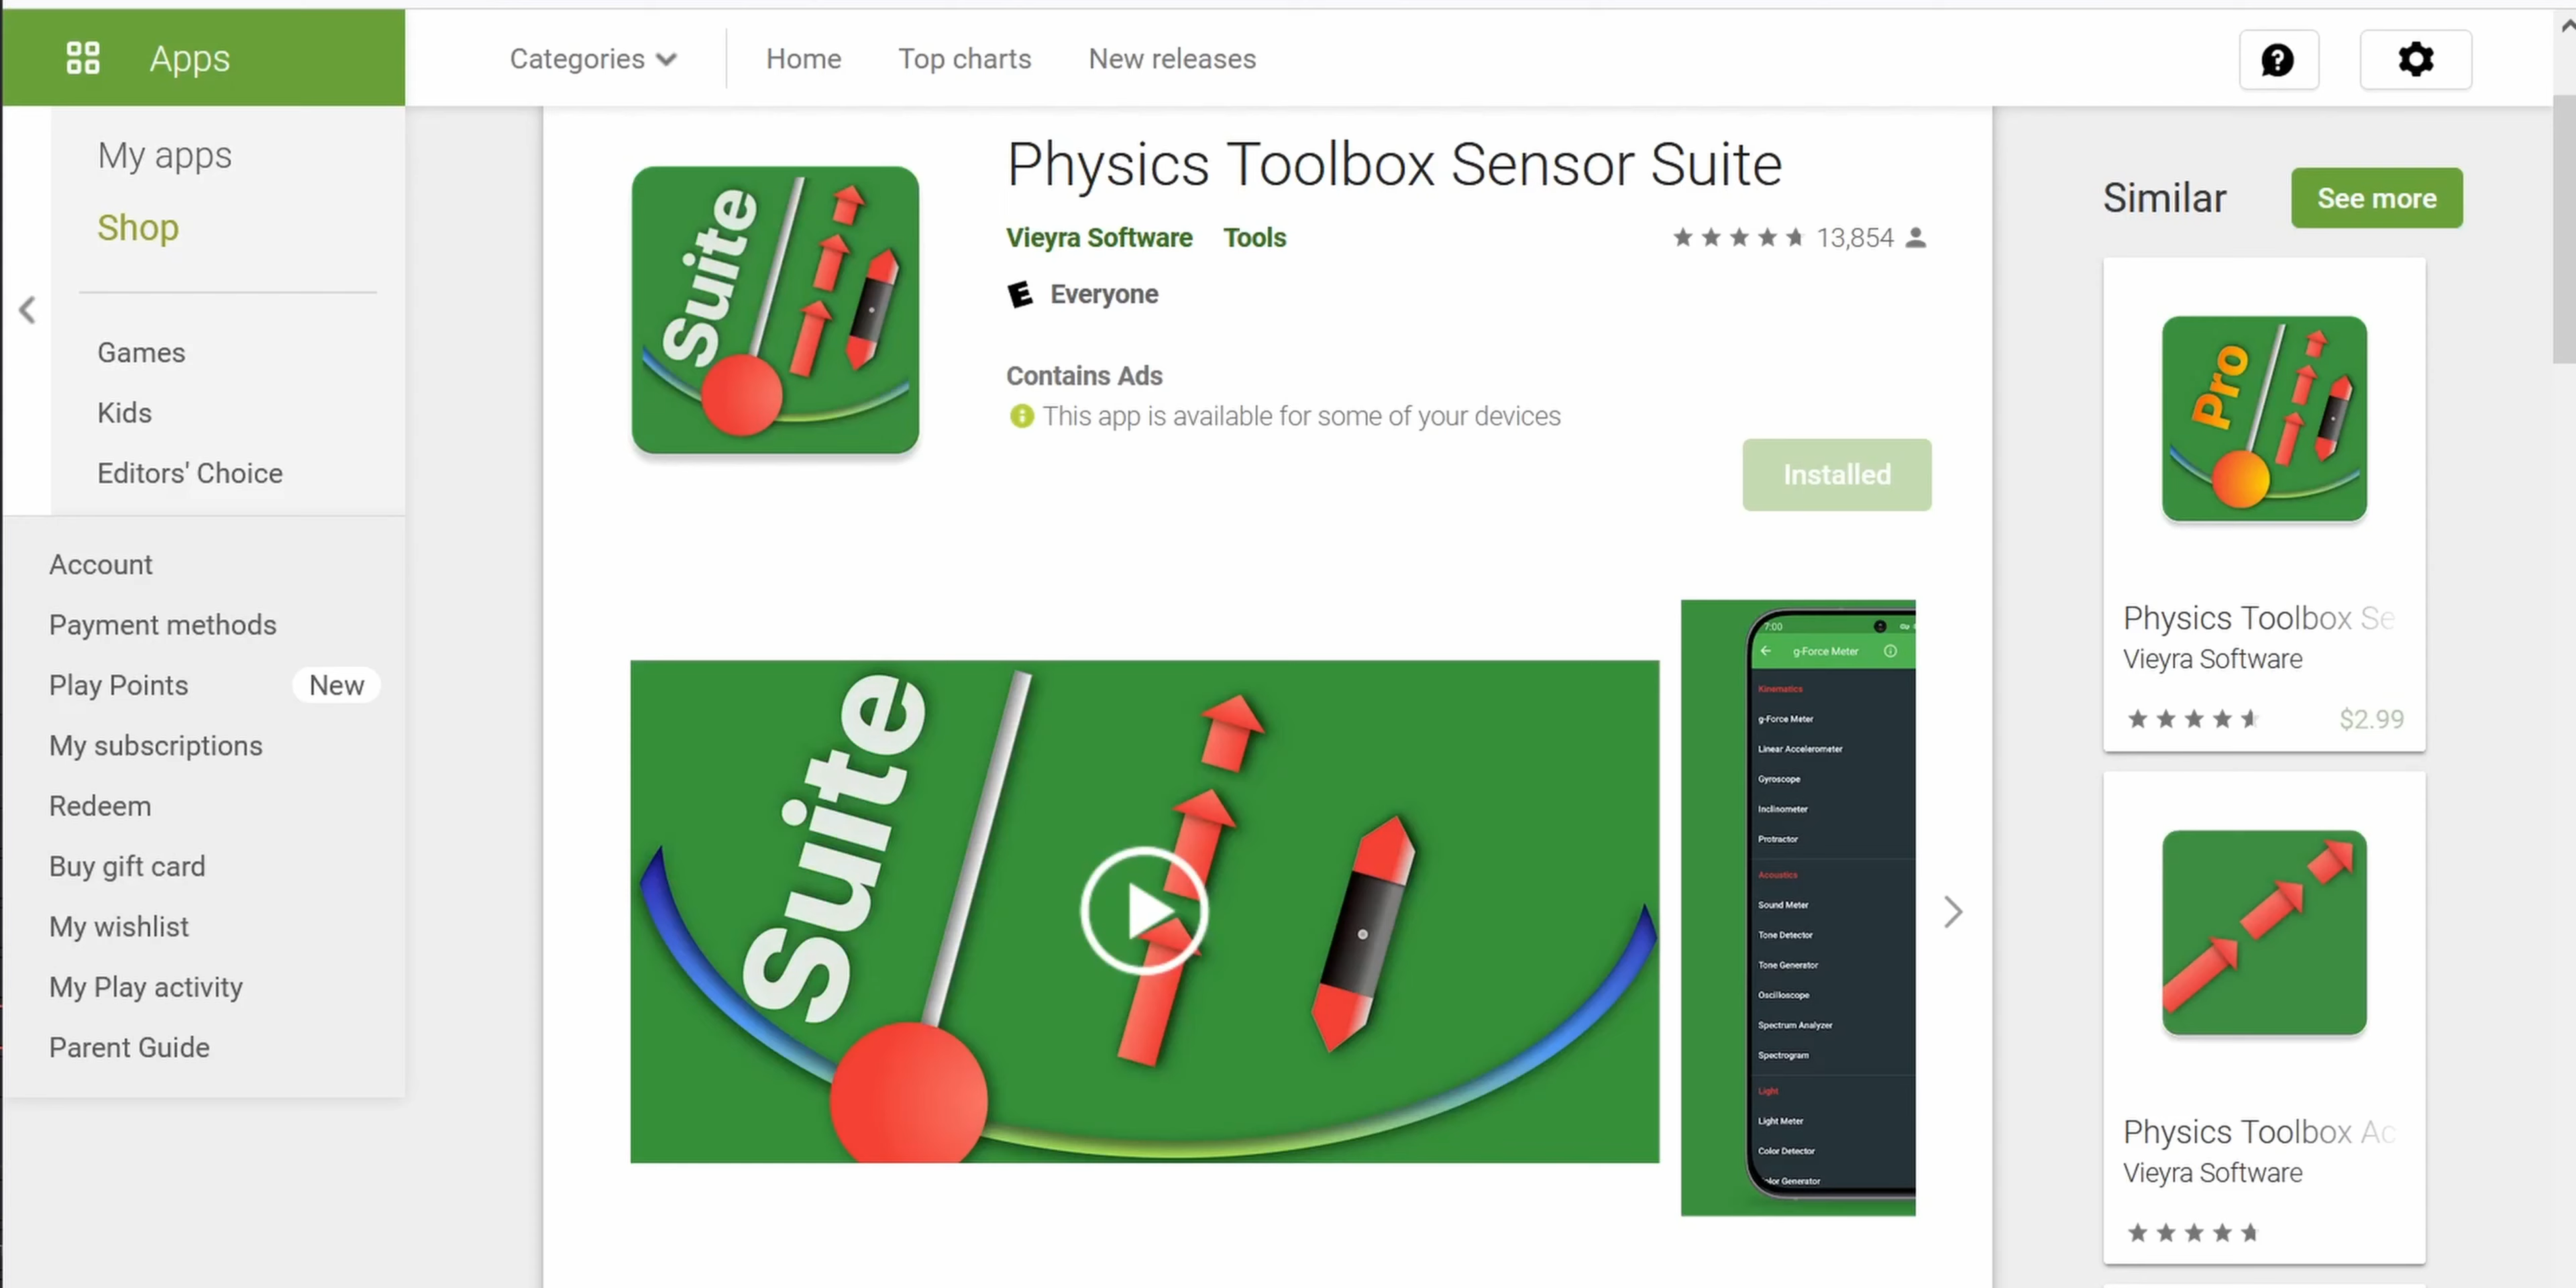 Apps
Categories
Home
Top charts
New releases
My apps
Shop
Games
Kids
Editors' Choice
Account
Payment methods
Play Points
New
My subscriptions
Redeem
Buy gift card
My wishlist
My Play activity
Parent Guide
Suite
Physics Toolbox Sensor Suite
Vieyra Software Tools
13,854
E Everyone
Contains Ads
This app is available for some of your devices
Installed
Suite
7:00
g-Force Meter
Kinematics
g-Force Meter
Linear Accelerometer
Gyroscope
Inclinometer
Protractor
Acoustics
Sound Meter
Tone Detector
Tone Generator
Oscilloscope
Spectrum Analyzer
Spectrogram
Light
Light Meter
Color Detector
Generator
Similar
See more
Pro
Physics Toolbox Se
Vieyra Software
$2.99
Physics Toolbox Ac
Vieyra Software